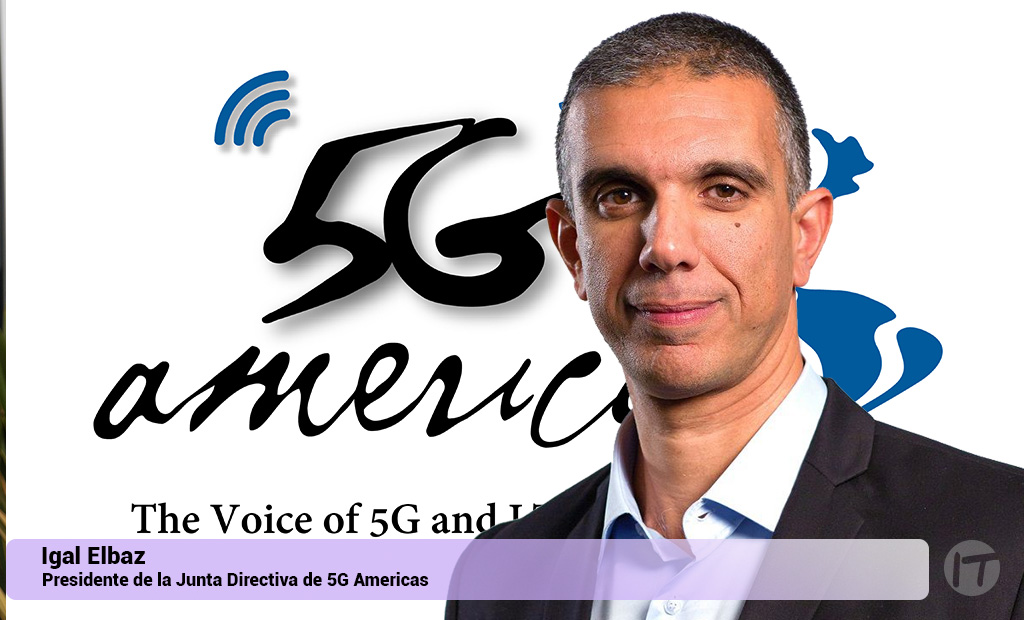 5G
americ
The Voice of 5G and
Igal Elbaz
Presidente de la Junta Directiva de 5G Americas
IT